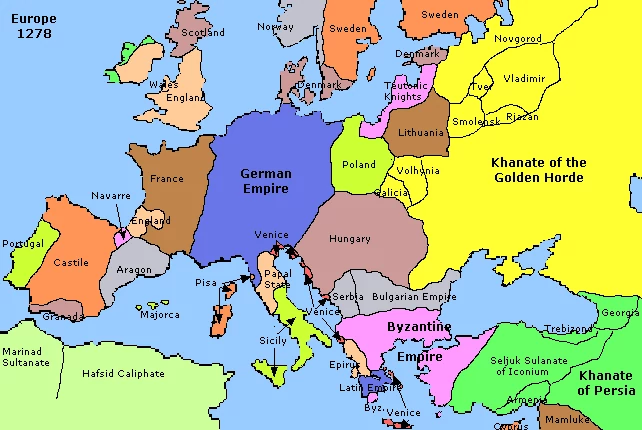 Europe
1278
Norway
Sweden
Sweden
Scotland
Novgorod
Denmark
Vladimir
Denmark
Teutonic
Knights
Tver
Wales
England
Smolensk
Rjazan
Lithuania
Poland
Volhynia
Khanate of the
Golden Horde
France
German
Empire
Galicia
Navarre
England
Venice
Hungary
Portugal
Castile
Aragon
Pisa
Papal
State
Serbia
Bulgarian Empire
Majorca
Venice
Granada
Georgia
Byzantine
Empire
Trebizond
Sicily
Marinad
Sultanate
Hafsid Caliphate
Epirus
Seljuk Sulanate
of Iconium
Khanate
of Persia
Latin Empire
Armenia
Byz.
Venice
Cyprus
Mamluke